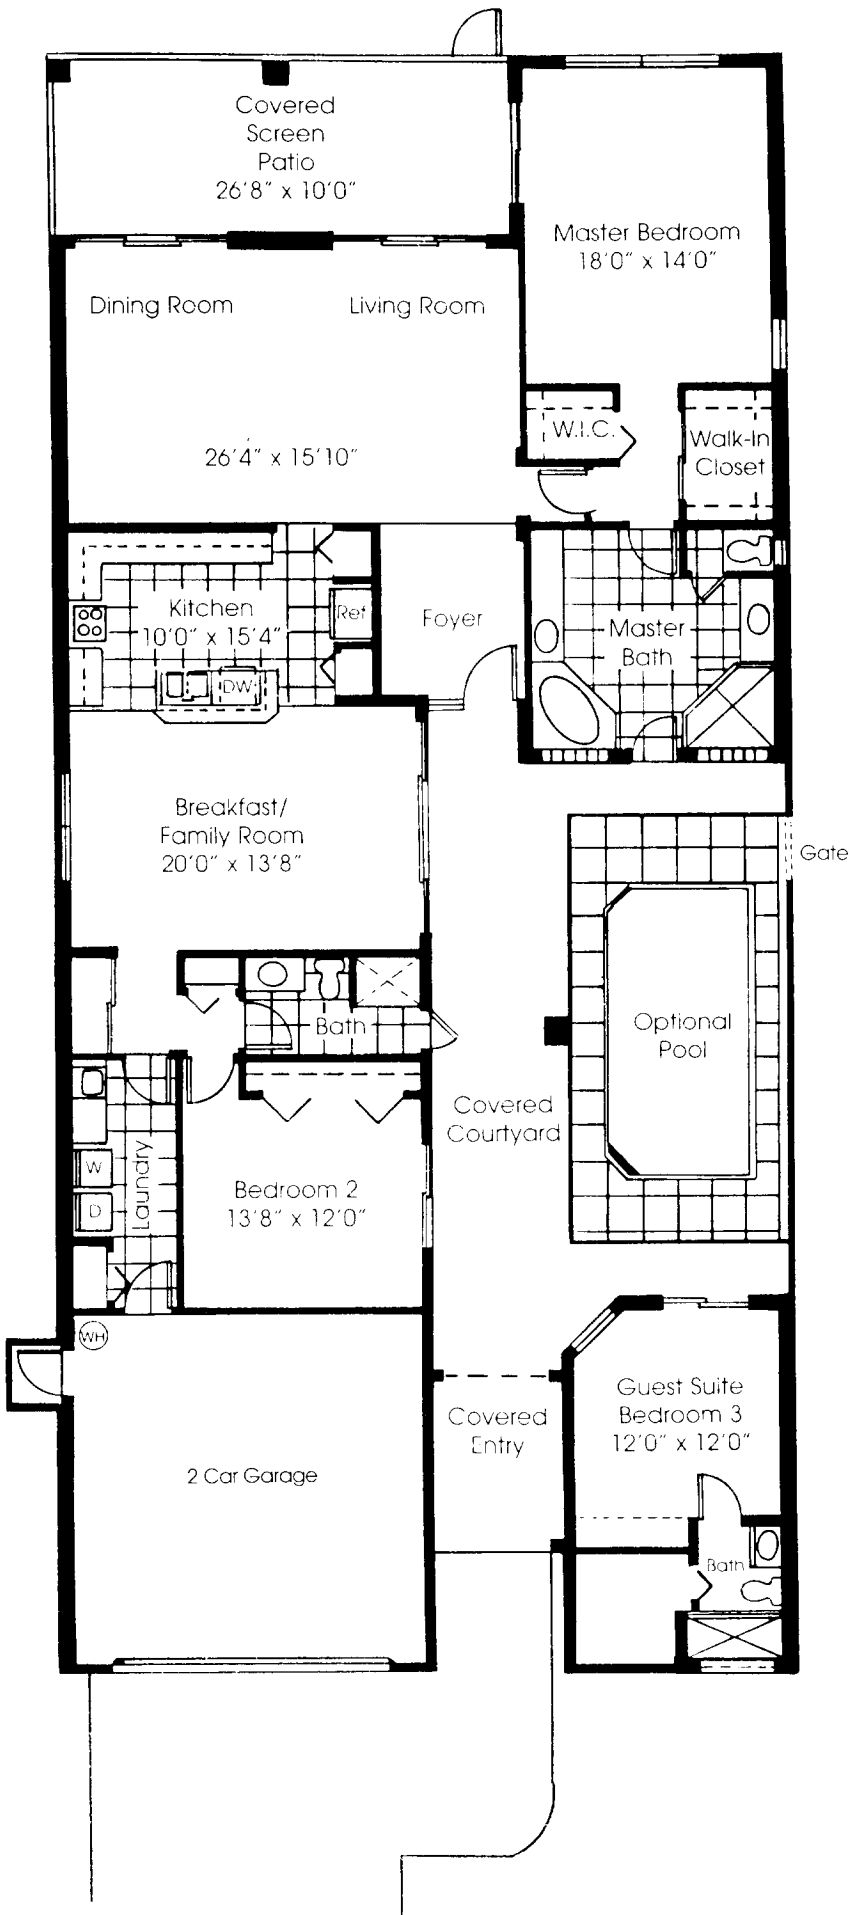 Covered
Screen
Patio
26'8" x 10'0"
Master Bedroom
18'0" x 14'0"
Dining Room
Living Room
26'4" x 15'10"
W.I.C.
Walk-In
Closet
Kitchen
10'0" x 15'4"
Ref
DW
Foyer
Master
Bath
Breakfast/
Family Room
20'0" x 13'8"
Gate
Bath
Optional
Pool
Covered
Courtyard
Laundry
W
D
Bedroom 2
13'8" x 12'0"
WH
Guest Suite
Bedroom 3
12'0" x 12'0"
Covered
Entry
2 Car Garage
Bath